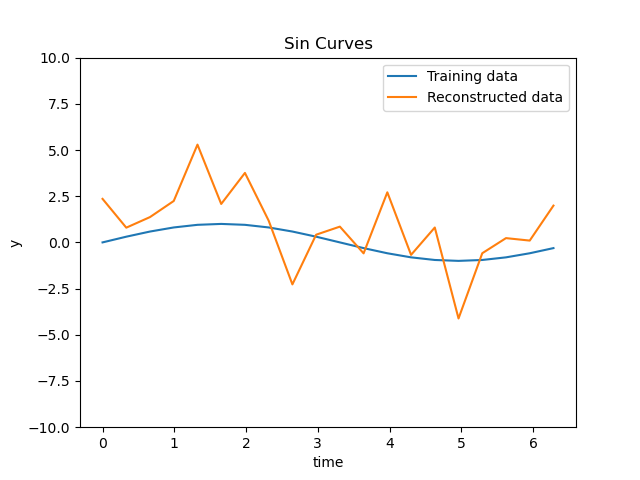 Sin Curves
Training data
Reconstructed data
10.0
7.5
5.0
2.5
0.0
−2.5
−5.0
−7.5
−10.0
y
0 1 2 3 4 5 6
time